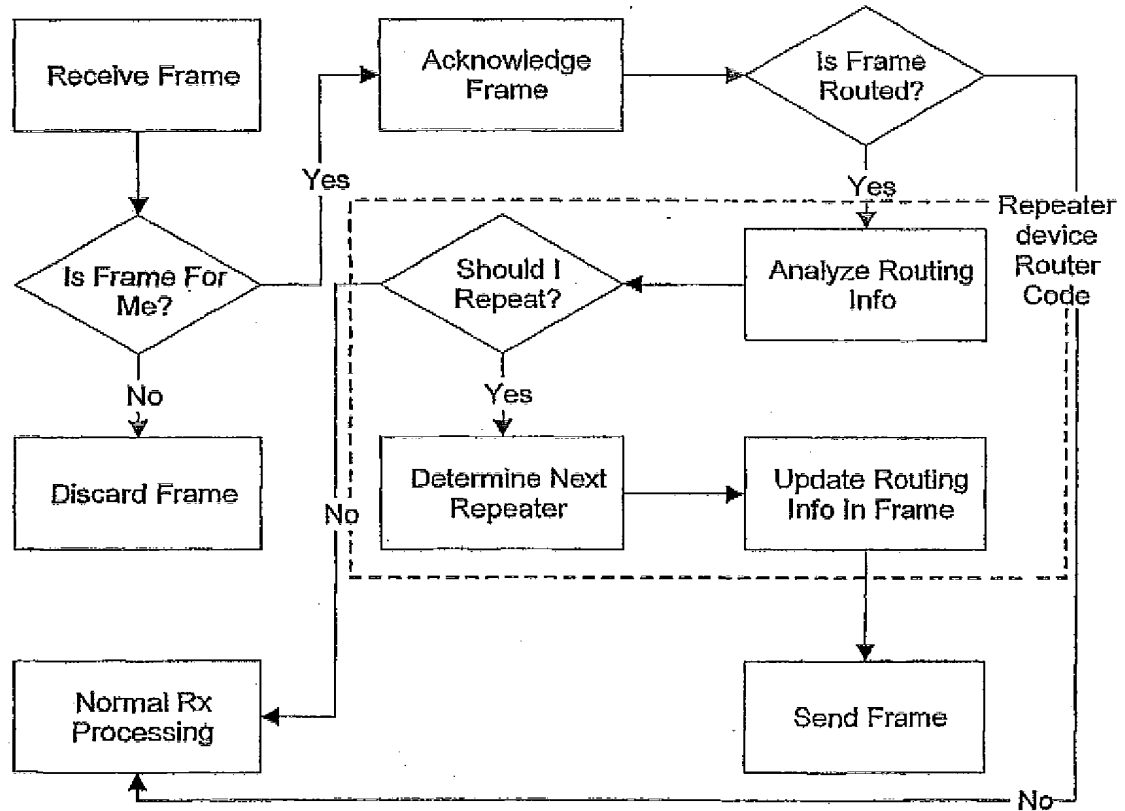 Receive Frame
Acknowledge
Frame
Is Frame
Routed?
Yes
Yes
Repeater
device
Router
Code
Is Frame For
Me?
Should I
Repeat?
Analyze Routing
Info
No
Yes
Discard Frame
Determine Next
Repeater
Update Routing
Info In Frame
No
Normal Rx
Processing
Send Frame
No